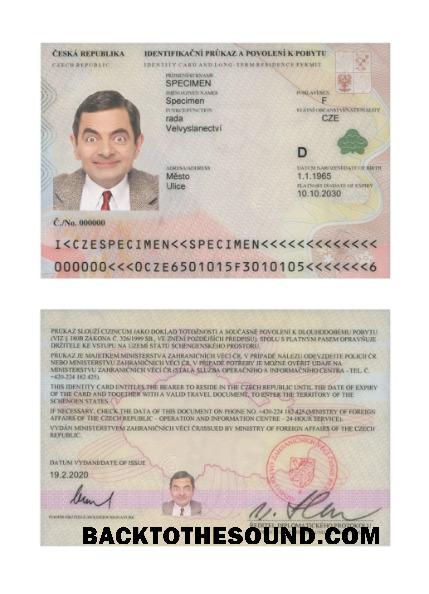 ČESKÁ REPUBLIKA IDENTIFIKAČNÍ PRŮKAZ A POVOLENÍ K POBYTU
CZECH REPUBLIC IDENTITY CARD AND LONG-TERM RESIDENCE PERMIT
PŘÍJMENÍ/SURNAME
SPECIMEN
JMÉNO/GIVEN NAMES POHLAVÍ/SEX
Specimen F
FUNKCE/FUNCTION STÁTNÍ OBČANSTVÍ/NATIONALITY
rada CZE
Velvyslanectví
D
ADRESA/ADDRESS DATUM NAROZENÍ/DATE OF BIRTH
Město 1.1.1965
Ulice PLATNOST DO/DATE OF EXPIRY
10.10.2030
Č./No. 000000
I<CZESPECIMEN<<SPECIMEN<<<<<<<<<<<<<
000000<<<0CZE6501015F3010105<<<<<<<6
PRŮKAZ SLOUŽÍ CIZINCŮM JAKO DOKLAD TOTOŽNOSTI A SOUČASNĚ POVOLENÍ K DLOUHODOBÉMU POBYTU
(VIZ § 180B ZÁKONA Č. 326/1999 SB., VE ZNĚNÍ POZDĚJŠÍCH PŘEDPISŮ). SPOLU S PLATNÝM PASEM OPRAVŇUJE
DRŽITELE KE VSTUPU NA ÚZEMÍ STÁTŮ SCHENGENSKÉHO PROSTORU.
PRŮKAZ JE MAJETKEM MINISTERSTVA ZAHRANIČNÍCH VĚCÍ ČR, V PŘÍPADĚ NÁLEZU ODEVZDEJTE POLICII ČR
NEBO MINISTERSTVU ZAHRANIČNÍCH VĚCÍ ČR. V PŘÍPADĚ POTŘEBY JE MOŽNÉ OVĚŘIT ÚDAJE NA
MINISTERSTVU ZAHRANIČNÍCH VĚCÍ ČR (STÁLÁ SLUŽBA OPERAČNÍHO A INFORMAČNÍHO CENTRA - TEL. Č.
+420-224 182 425).
THIS IDENTITY CARD ENTITLES THE BEARER TO RESIDE IN THE CZECH REPUBLIC UNTIL THE DATE OF EXPIRY
OF THE CARD AND TOGETHER WITH A VALID TRAVEL DOCUMENT, TO ENTER THE TERRITORY OF THE
SCHENGEN STATES.
IF NECESSARY, CHECK THE DATA OF THIS DOCUMENT ON PHONE NO. +420-224 182 425 (MINISTRY OF FOREIGN
AFFAIRS OF THE CZECH REPUBLIC – OPERATION AND INFORMATION CENTRE - 24-HOUR SERVICE).
VYDÁN MINISTERSTVEM ZAHRANIČNÍCH VĚCÍ ČR/ISSUED BY MINISTRY OF FOREIGN AFFAIRS OF THE CZECH
REPUBLIC.
DATUM VYDÁNÍ/DATE OF ISSUE
19.2.2020
ŘEDITEL DIPLOMATICKÉHO PROTOKOLU
BACKTOTHESOUND.COM